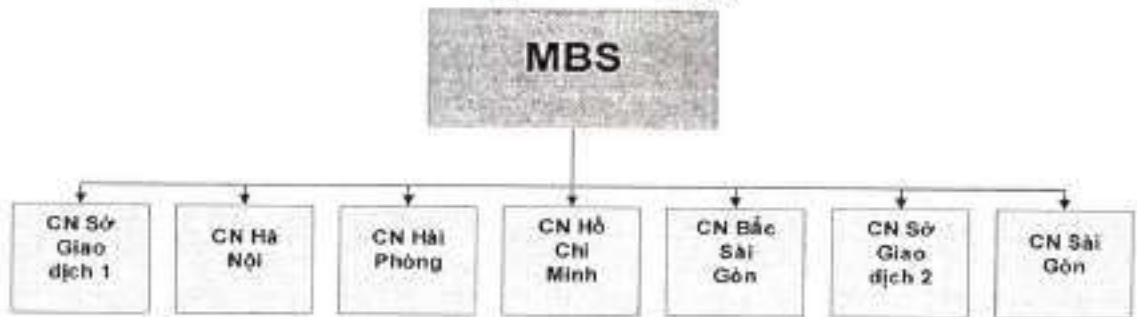 MBS
CN Sở
Giao
dịch 1
CN Hà
Nội
CN Hải
Phòng
CN Hồ
Chí
Minh
CN Bắc
Sài
Gòn
CN Sở
Giao
dịch 2
CN Sài
Gòn